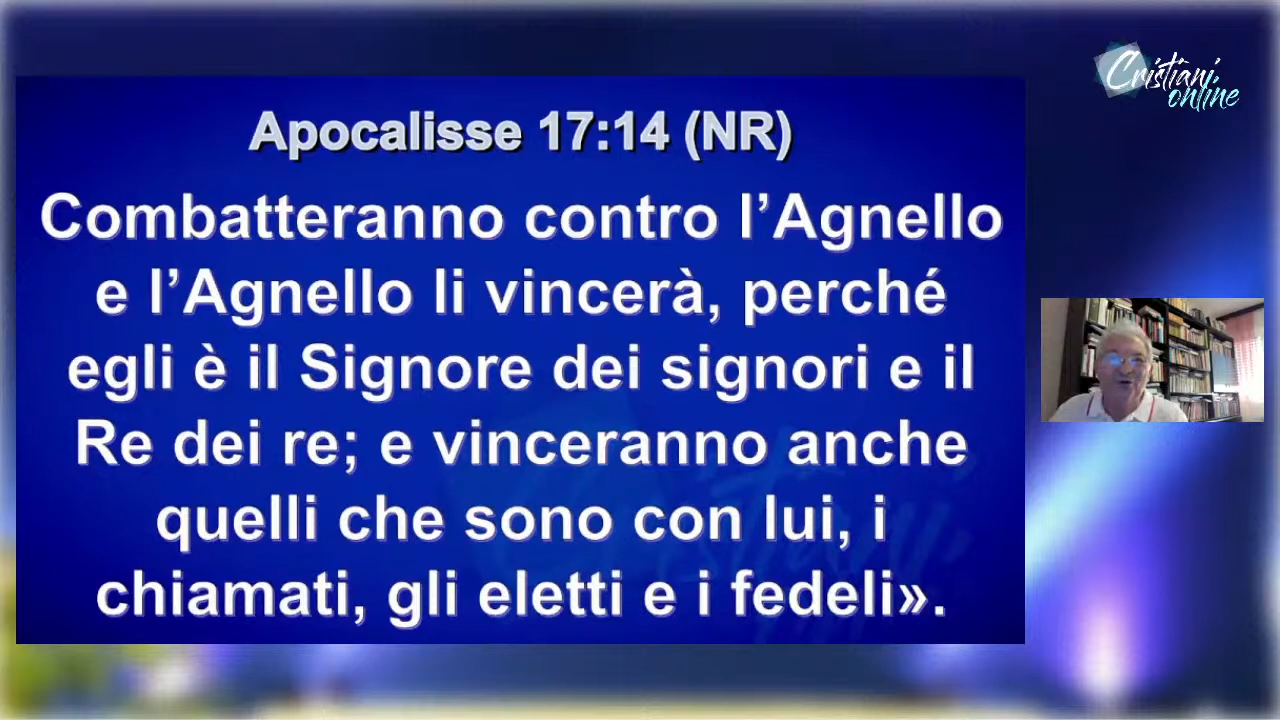 Cristiani
online
Apocalisse 17:14 (NR)
Combatteranno contro l’Agnello
e l’Agnello li vincerà, perché
egli è il Signore dei signori e il
Re dei re; e vinceranno anche
quelli che sono con lui, i
chiamati, gli eletti e i fedeli».